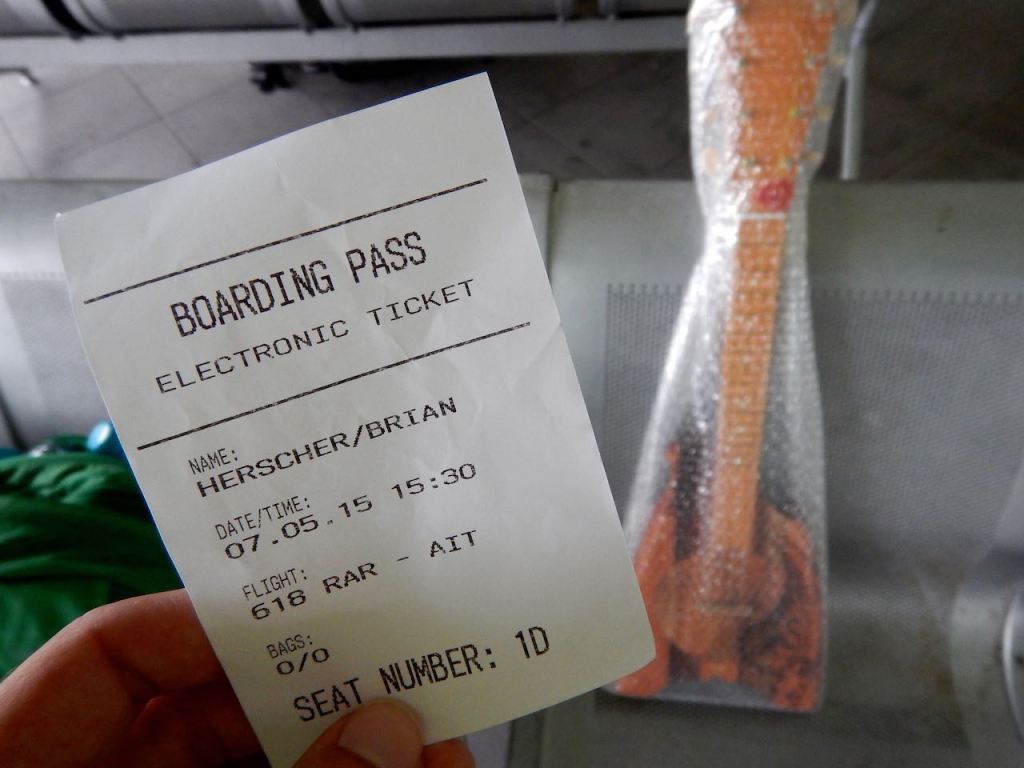 BOARDING PASS
ELECTRONIC TICKET
NAME:
HERSCHER/BRIAN
DATE/TIME:
07.05.15 15:30
FLIGHT:
618 RAR - AIT
BAGS:
0/0
SEAT NUMBER: 1D